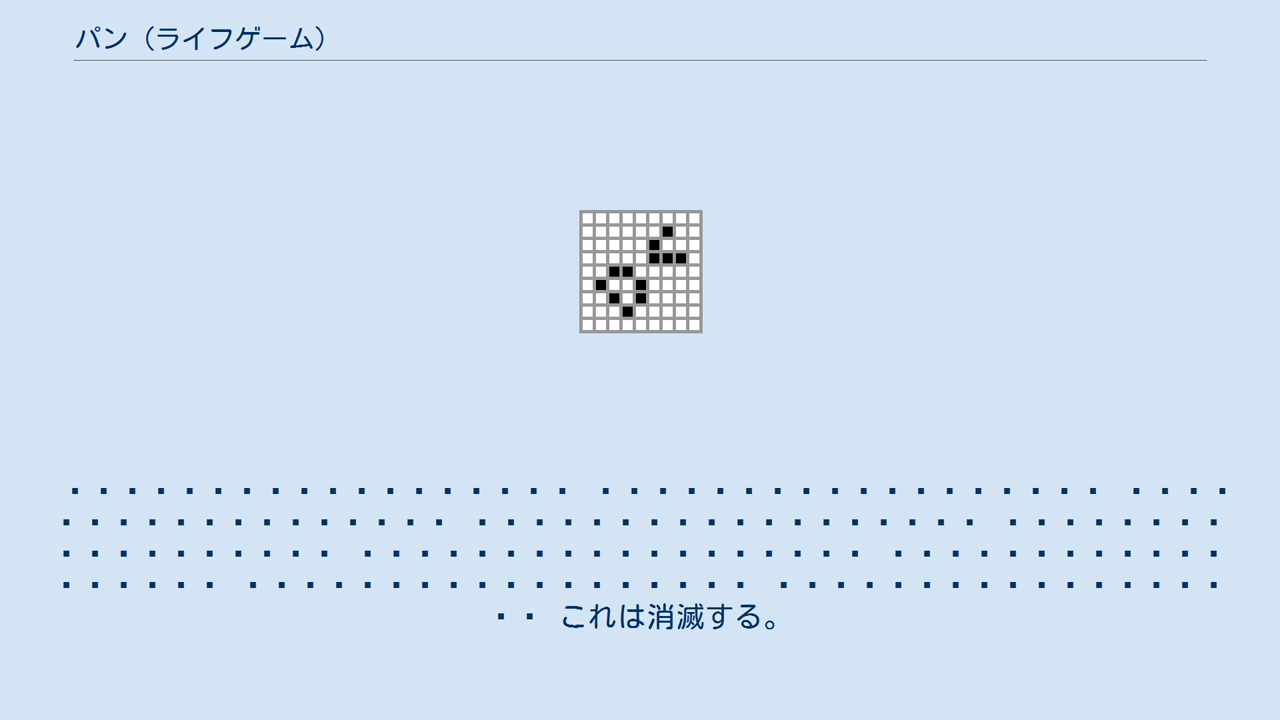 パン（ライフゲーム）
. . . . . . . . . . . . . . . . . . . . . . . . . . . . . . . . . . . . . . . .
. . . . . . . . . . . . . . . . . . . . . . . . . . . . . . . . . . . . . . .
. . . . . . . . . . . . . . . . . . . . . . . . . . . . . . . . . . . . . . .
. . . . . . . . . . . . . . . . . . . . . . . . . . . . . . . . . . . . . . .
. . これは消滅する。